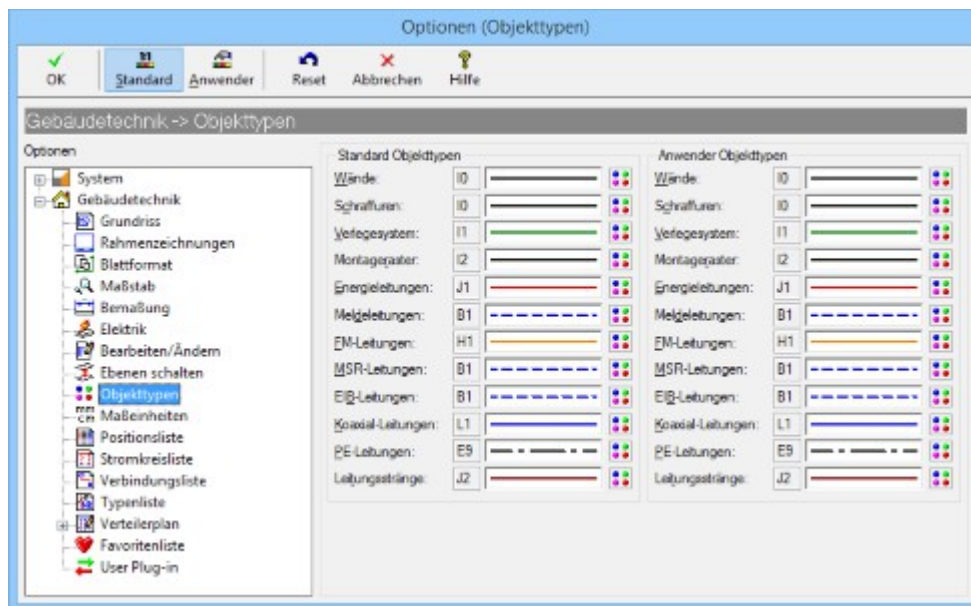 Optionen (Objekttypen)
OK Standard Anwender Reset Abbrechen Hilfe
Gebäudetechnik -> Objekttypen
Optionen
System
Gebäudetechnik
Grundriss
Rahmenzeichnungen
Blattformat
Maßstab
Bemaßung
Elektrik
Bearbeiten/Ändern
Ebenen schalten
Objekttypen
Maßeinheiten
Positionsliste
Stromkreisliste
Verbindungsliste
Typenliste
Verteilerplan
Favoritenliste
User Plug-in
Standard Objekttypen
Wände: I0
Schraffuren: I0
Verlegesystem: I1
Montageraster: I2
Energieleitungen: J1
Meldeleitungen: B1
FM-Leitungen: H1
MSR-Leitungen: B1
EIB-Leitungen: B1
Koaxial-Leitungen: L1
PE-Leitungen: E9
Leitungsstränge: J2
Anwender Objekttypen
Wände: I0
Schraffuren: I0
Verlegesystem: I1
Montageraster: I2
Energieleitungen: J1
Meldeleitungen: B1
FM-Leitungen: H1
MSR-Leitungen: B1
EIB-Leitungen: B1
Koaxial-Leitungen: L1
PE-Leitungen: E9
Leitungsstränge: J2